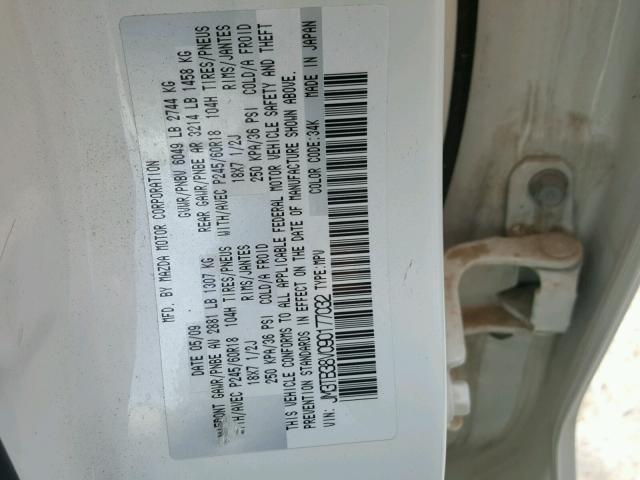 MFD. BY MAZDA MOTOR CORPORATION
DATE 05/09 GVWR/PNBV 6049 LB 2744 KG
FRONT GAWR/PNBE AV 2881 LB 1307 KG REAR GAWR/PNBE AR 3214 LB 1458 KG
WITH/AVEC P245/60R18 104H TIRES/PNEUS WITH/AVEC P245/60R18 104H TIRES/PNEUS
18X7 1/2J RIMS/JANTES 18X7 1/2J RIMS/JANTES
250 KPA/36 PSI COLD/A FROID 250 KPA/36 PSI COLD/A FROID
THIS VEHICLE CONFORMS TO ALL APPLICABLE FEDERAL MOTOR VEHICLE SAFETY AND THEFT
PREVENTION STANDARDS IN EFFECT ON THE DATE OF MANUFACTURE SHOWN ABOVE.
VIN: JM3TB38V090177032 TYPE:MPV COLOR CODE:34K MADE IN JAPAN